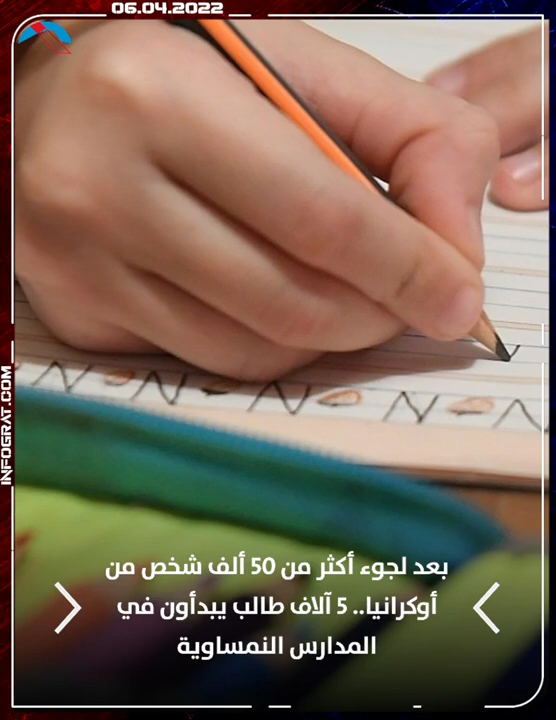 06.04.2022
INFOGRAT.COM
N N N N N
بعد لجوء أكثر من 50 ألف شخص من
أوكرانيا.. 5 آلاف طالب يبدأون في
المدارس النمساوية